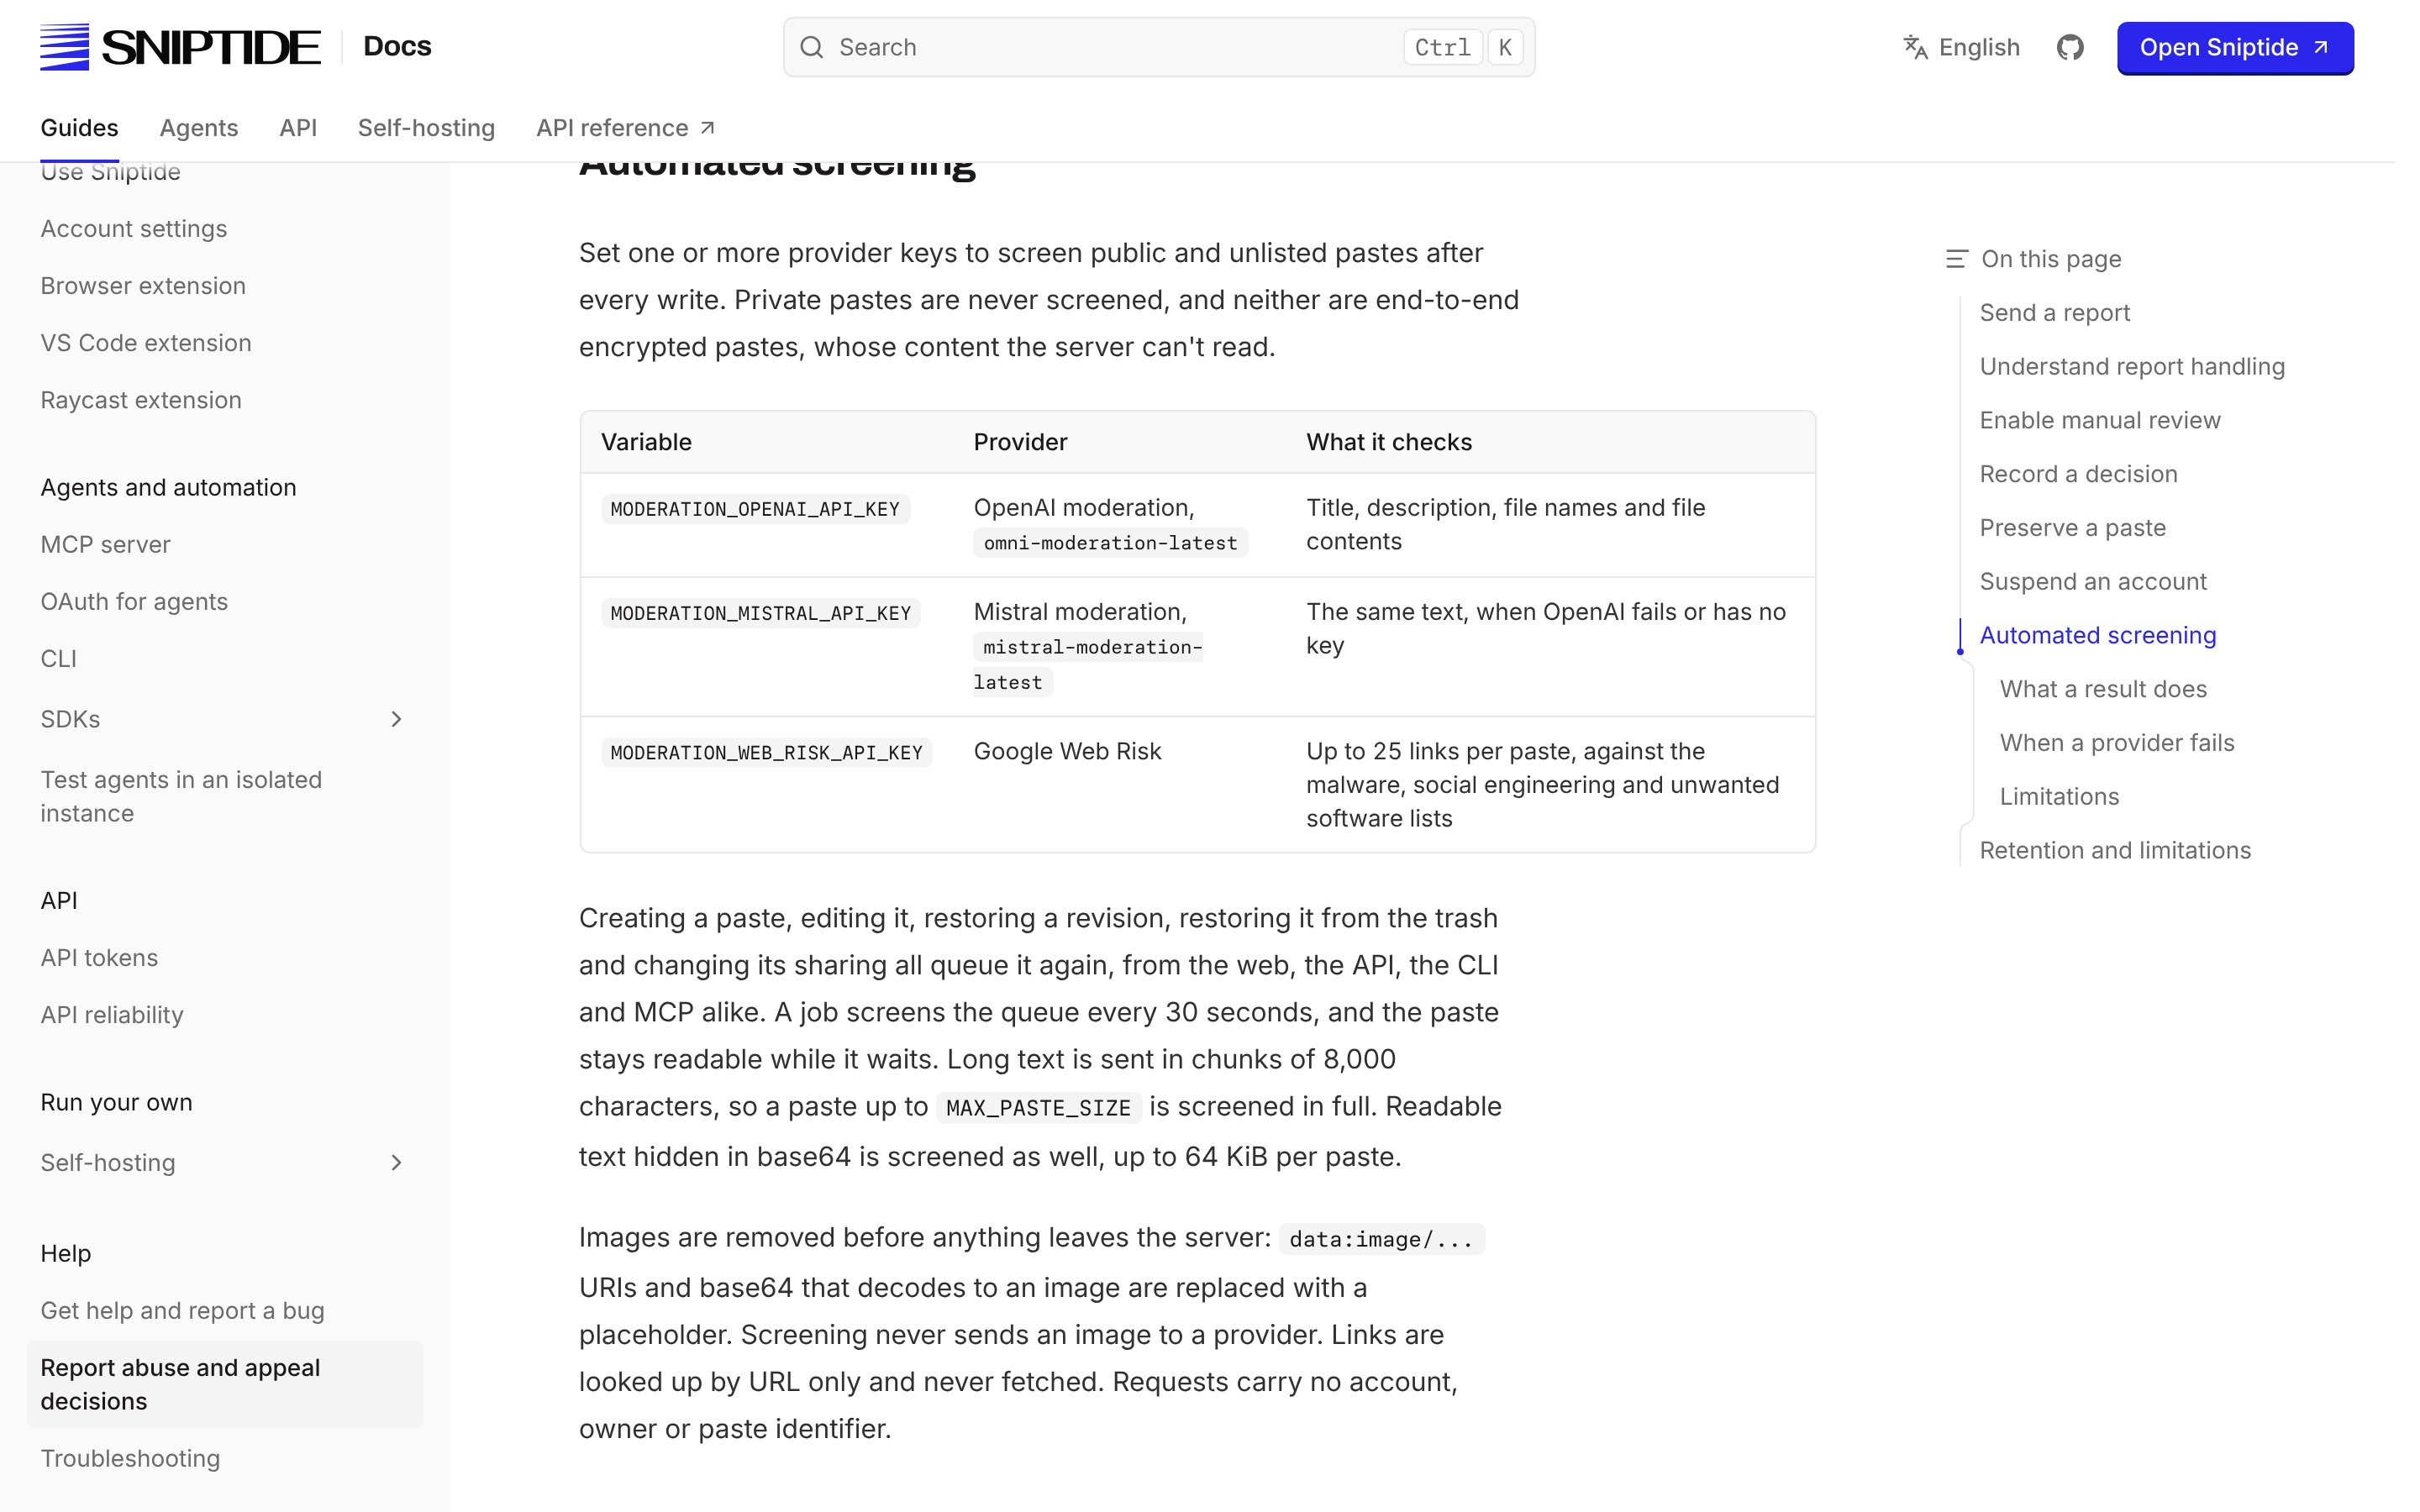 SNIPTIDE Docs
Search Ctrl K
English
Open Sniptide
Guides Agents API Self-hosting API reference
Use Sniptide
Account settings
Browser extension
VS Code extension
Raycast extension
Agents and automation
MCP server
OAuth for agents
CLI
SDKs
Test agents in an isolated
instance
API
API tokens
API reliability
Run your own
Self-hosting
Help
Get help and report a bug
Report abuse and appeal
decisions
Troubleshooting
Automated screening
Set one or more provider keys to screen public and unlisted pastes after
every write. Private pastes are never screened, and neither are end-to-end
encrypted pastes, whose content the server can't read.
Variable Provider What it checks
MODERATION_OPENAI_API_KEY OpenAI moderation, Title, description, file names and file
omni-moderation-latest contents
MODERATION_MISTRAL_API_KEY Mistral moderation, The same text, when OpenAI fails or has no
mistral-moderation- key
latest
MODERATION_WEB_RISK_API_KEY Google Web Risk Up to 25 links per paste, against the
malware, social engineering and unwanted
software lists
Creating a paste, editing it, restoring a revision, restoring it from the trash
and changing its sharing all queue it again, from the web, the API, the CLI
and MCP alike. A job screens the queue every 30 seconds, and the paste
stays readable while it waits. Long text is sent in chunks of 8,000
characters, so a paste up to MAX_PASTE_SIZE is screened in full. Readable
text hidden in base64 is screened as well, up to 64 KiB per paste.
Images are removed before anything leaves the server: data:image/...
URIs and base64 that decodes to an image are replaced with a
placeholder. Screening never sends an image to a provider. Links are
looked up by URL only and never fetched. Requests carry no account,
owner or paste identifier.
On this page
Send a report
Understand report handling
Enable manual review
Record a decision
Preserve a paste
Suspend an account
Automated screening
What a result does
When a provider fails
Limitations
Retention and limitations